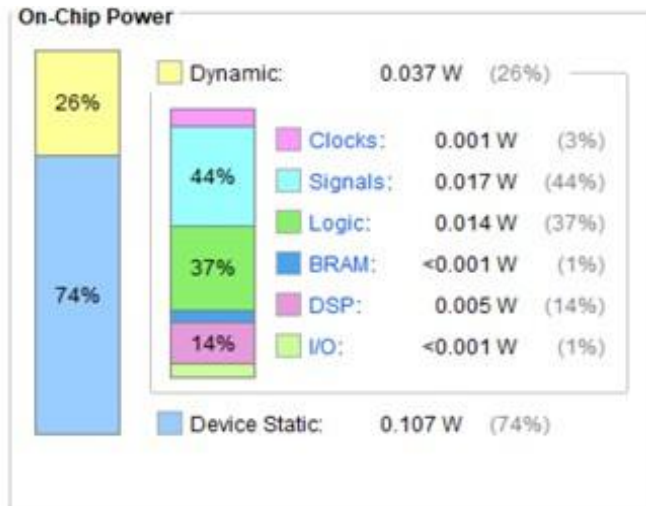 On-Chip Power
26%
74%
Dynamic: 0.037 W (26%)
44%
37%
14%
Clocks: 0.001 W (3%)
Signals: 0.017 W (44%)
Logic: 0.014 W (37%)
BRAM: <0.001 W (1%)
DSP: 0.005 W (14%)
I/O: <0.001 W (1%)
Device Static: 0.107 W (74%)